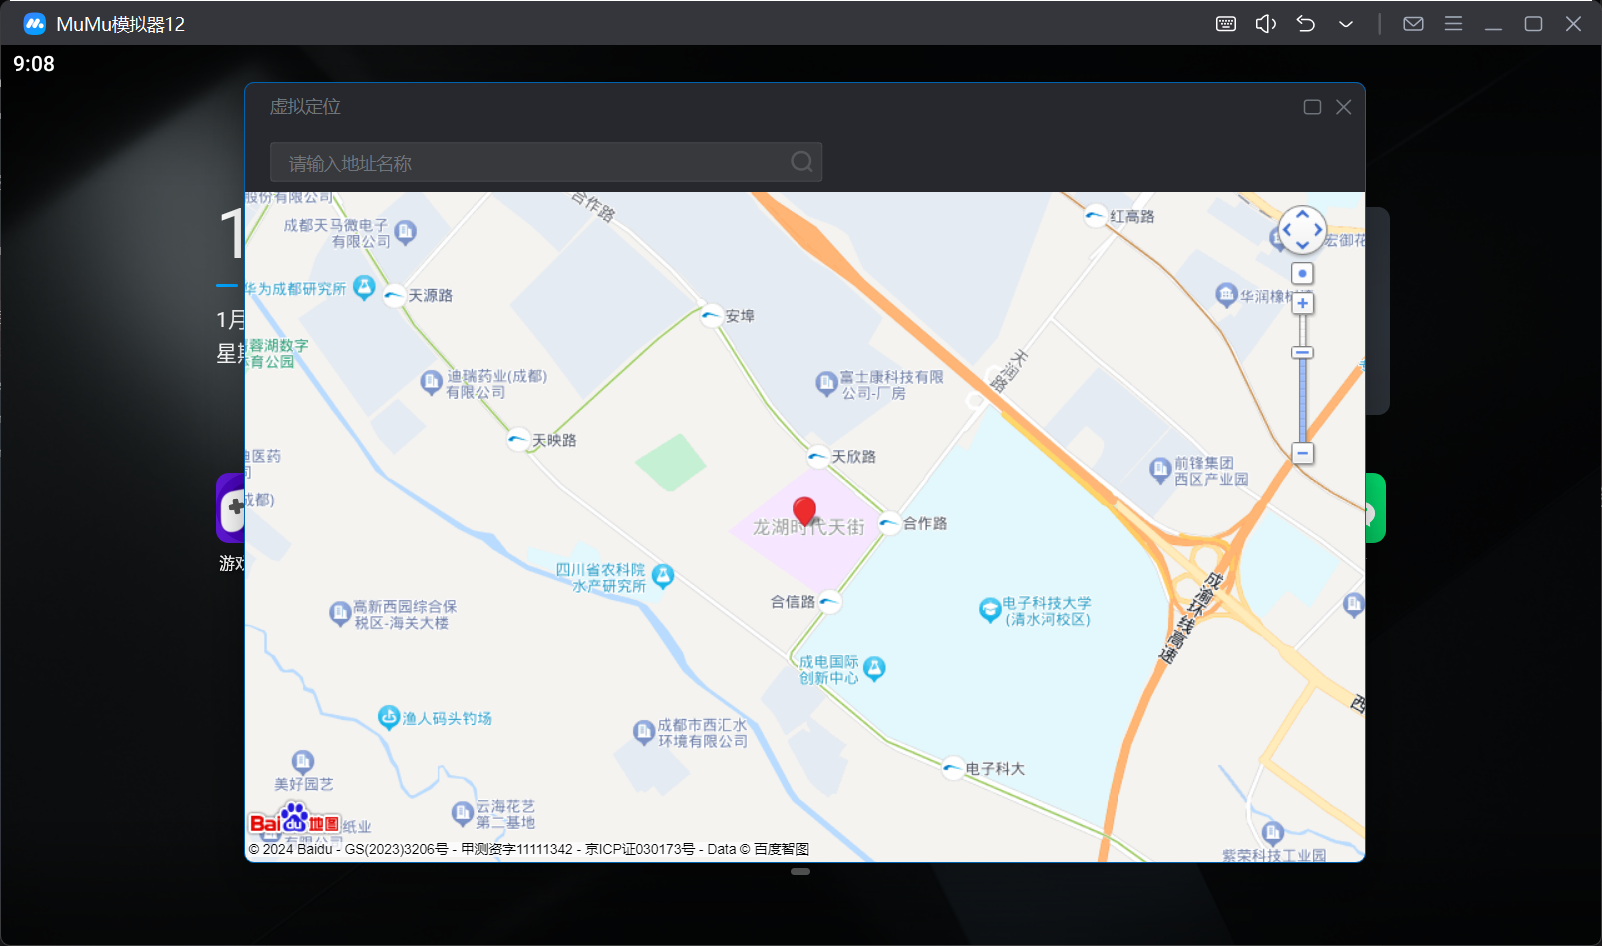 MuMu模拟器12
9:08
虚拟定位
请输入地址名称
股份有限公司
合作路
红高路
成都天马微电子
有限公司
宏御花
华为成都研究所
天源路
安埠
1
1月
星期
蓉湖数字
育公园
天润路
迪瑞药业(成都)
有限公司
富士康科技有限
公司-厂房
天映路
天欣路
前锋集团
西区产业园
迪医药
成都)
龙湖时代天街
合作路
游戏
四川省农科院
水产研究所
成渝环线高速
高新西园综合保
税区-海关大楼
合信路
电子科技大学
(清水河校区)
成电国际
创新中心
西
渔人码头钓场
成都市西汇水
环境有限公司
电子科大
美好园艺
云海花艺
第二基地
Bai du 地图
纸业
有限公司
紫荣科技工业园
© 2024 Baidu - GS(2023)3206号 - 甲测资字11111342 - 京ICP证030173号 - Data © 百度智图